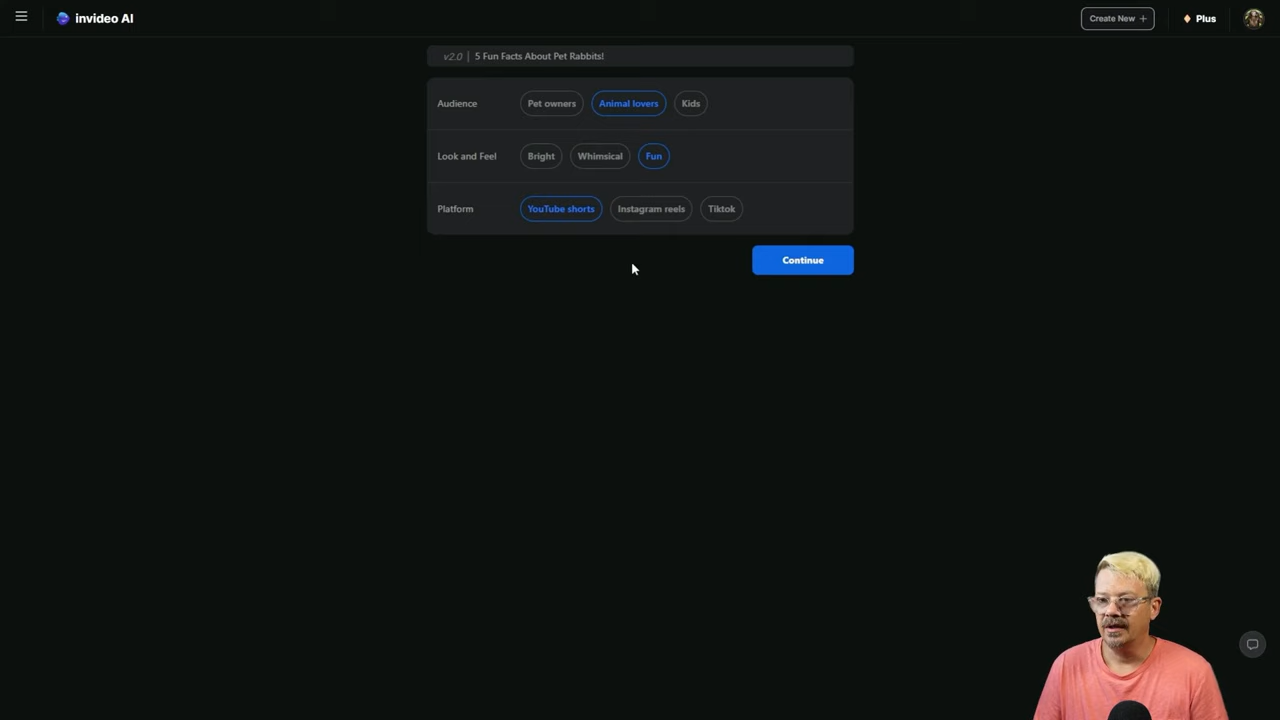 invideo AI
Create New +
Plus
v2.0 | 5 Fun Facts About Pet Rabbits!
Audience Pet owners Animal lovers Kids
Look and Feel Bright Whimsical Fun
Platform YouTube shorts Instagram reels Tiktok
Continue